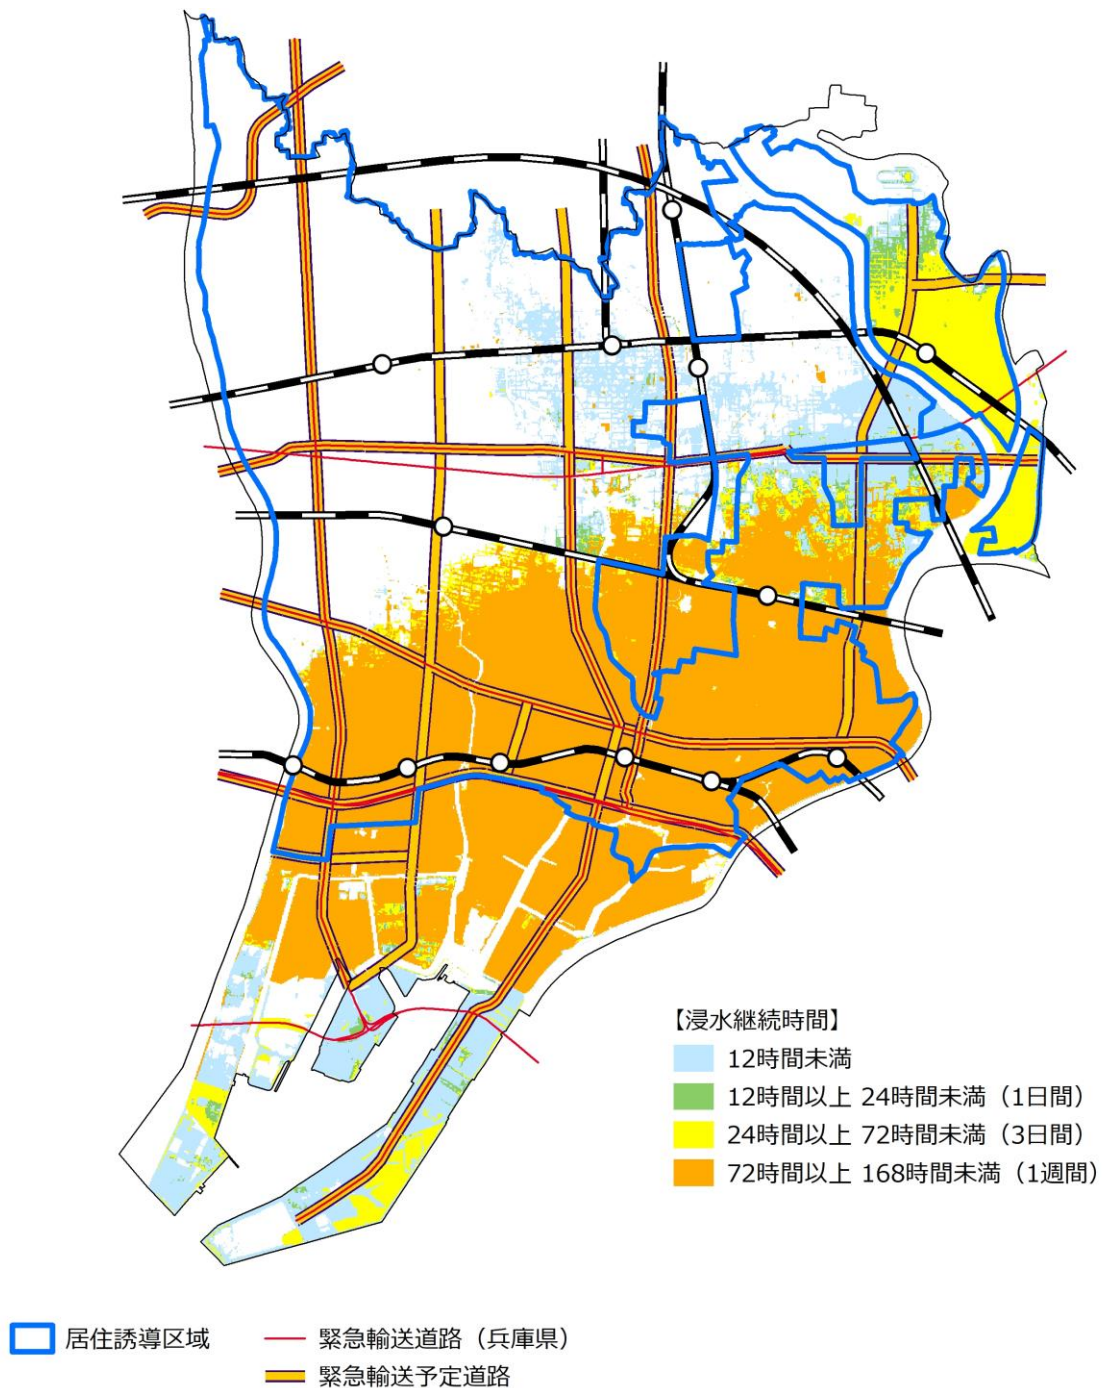 【浸水継続時間】
12時間未満
12時間以上 24時間未満（1日間）
24時間以上 72時間未満（3日間）
72時間以上 168時間未満（1週間）
居住誘導区域
緊急輸送道路（兵庫県）
緊急輸送予定道路